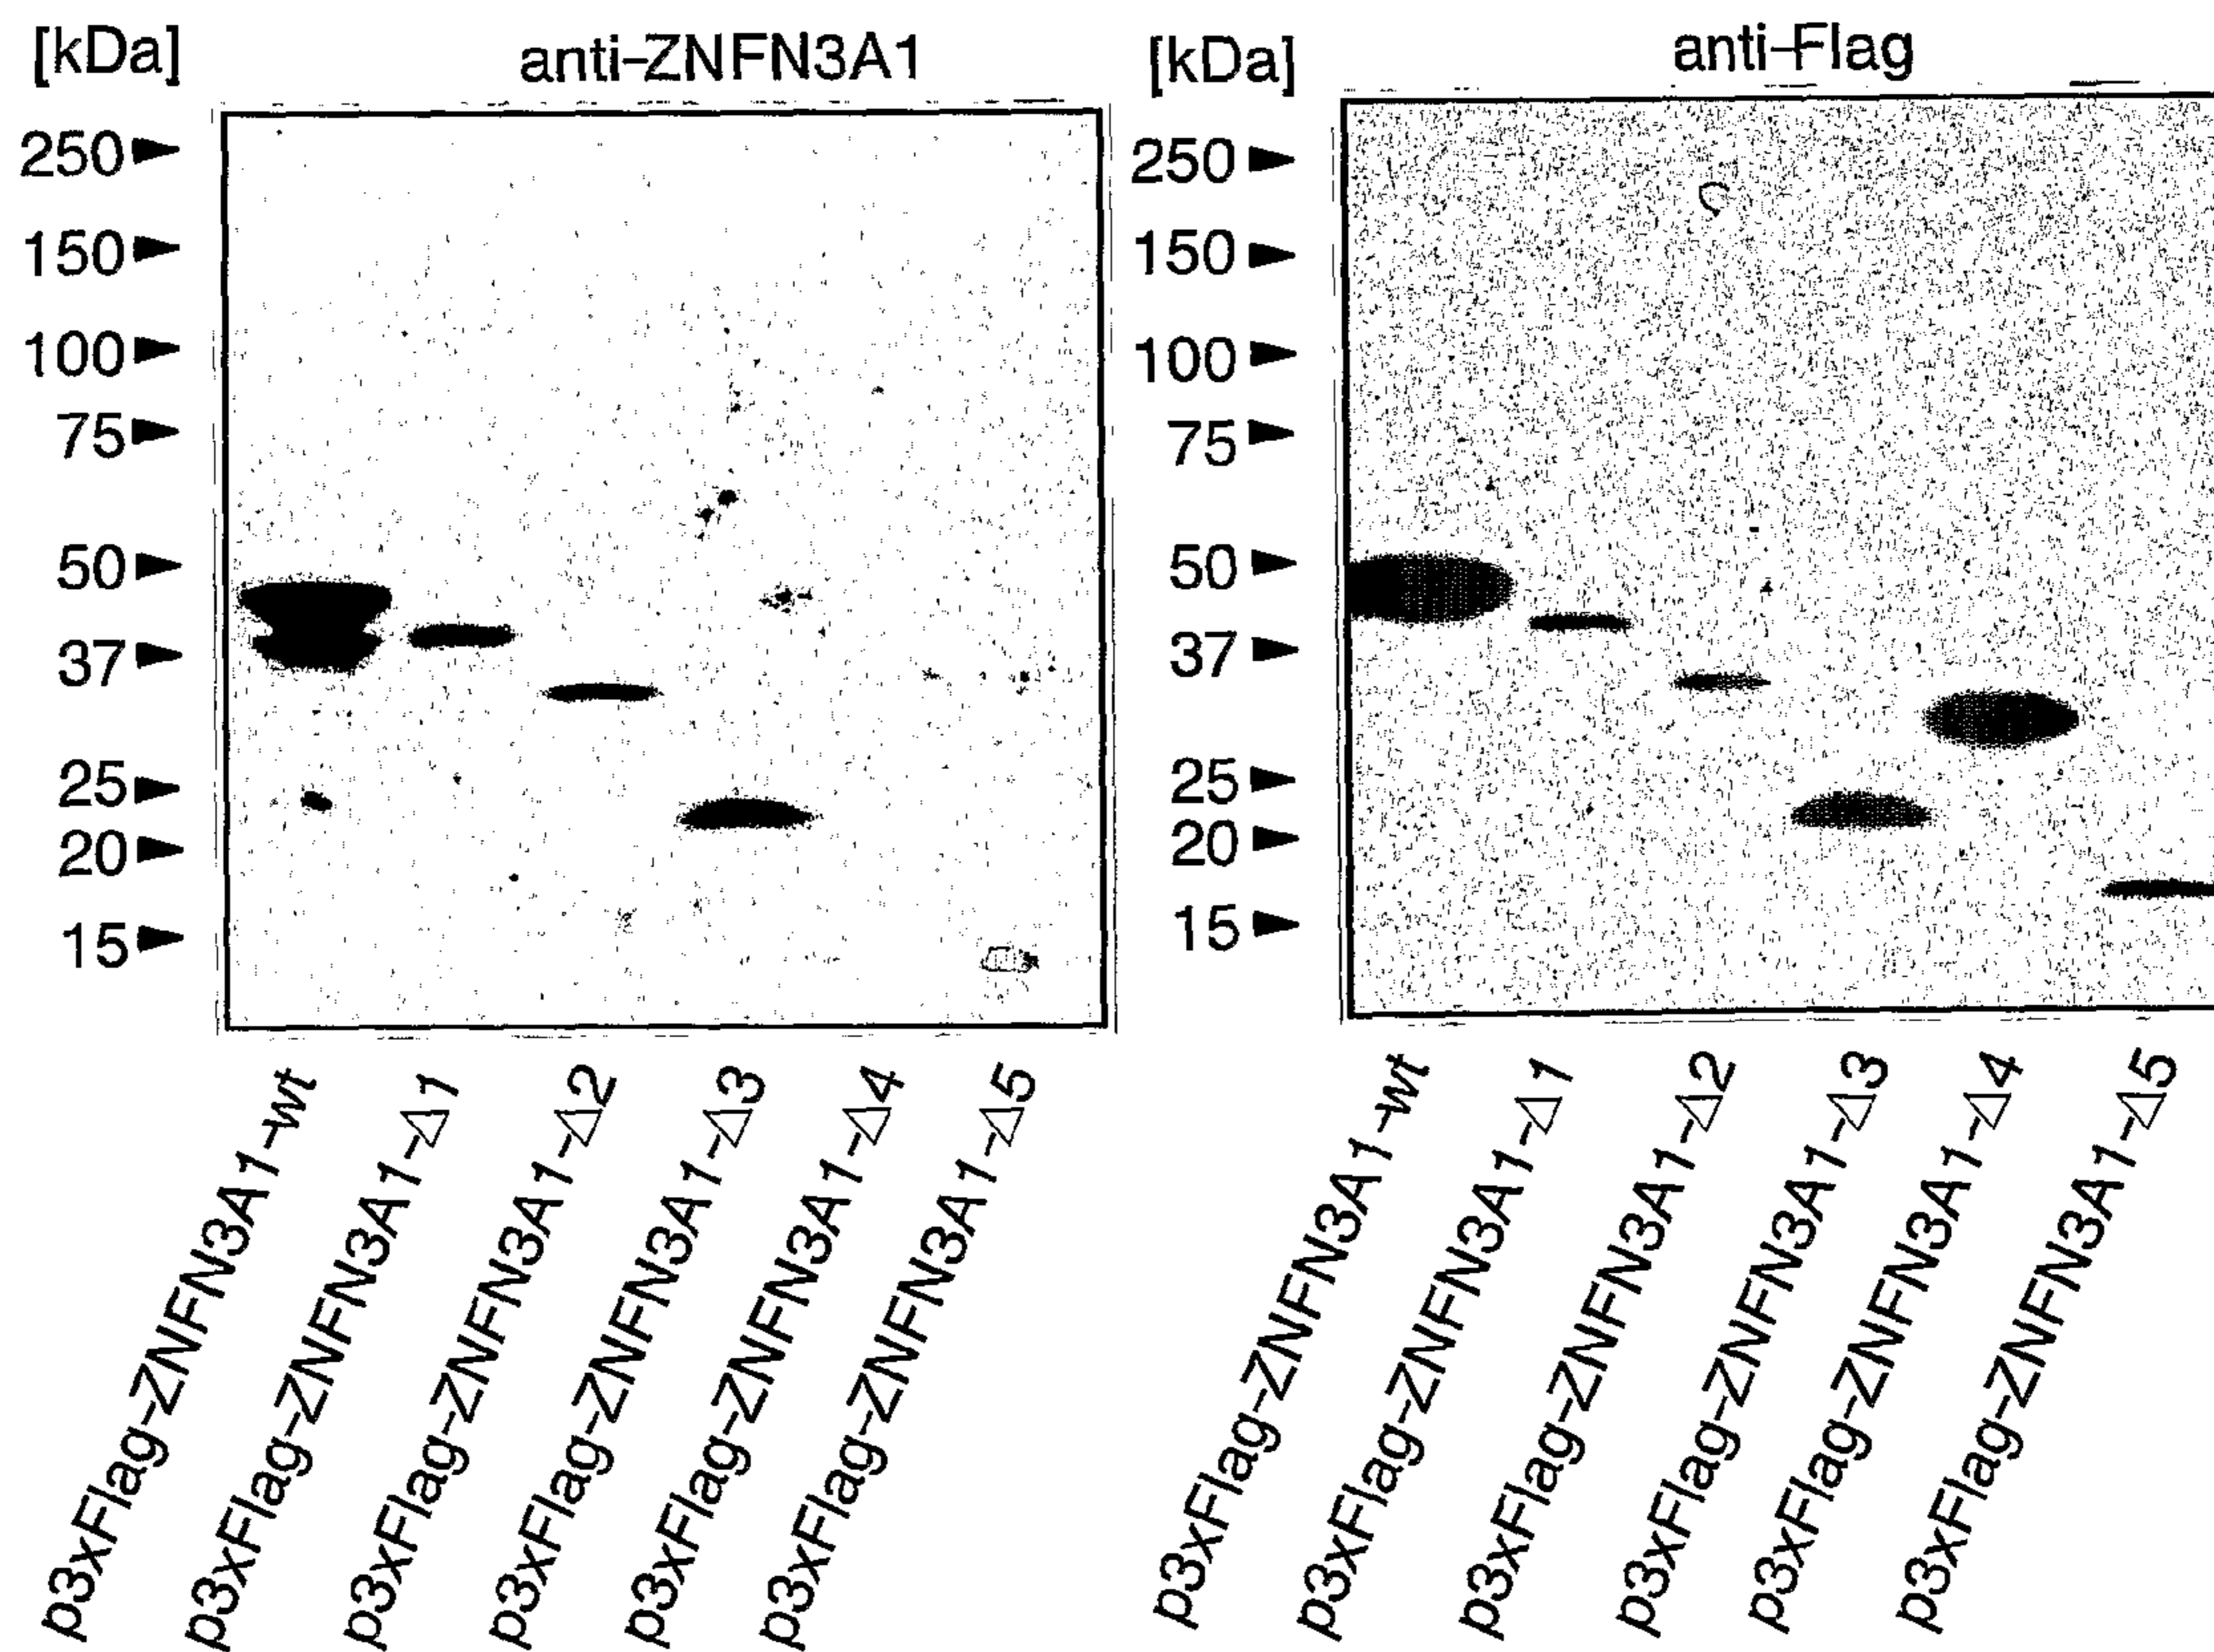 [kDa]
anti-ZNFN3A1
250
150
100
75
50
37
25
20
15
p3xFlag-ZNFN3A1-wt
p3xFlag-ZNFN3A1-Δ1
p3xFlag-ZNFN3A1-Δ2
p3xFlag-ZNFN3A1-Δ3
p3xFlag-ZNFN3A1-Δ4
p3xFlag-ZNFN3A1-Δ5
[kDa]
anti-Flag
250
150
100
75
50
37
25
20
15
p3xFlag-ZNFN3A1-wt
p3xFlag-ZNFN3A1-Δ1
p3xFlag-ZNFN3A1-Δ2
p3xFlag-ZNFN3A1-Δ3
p3xFlag-ZNFN3A1-Δ4
p3xFlag-ZNFN3A1-Δ5